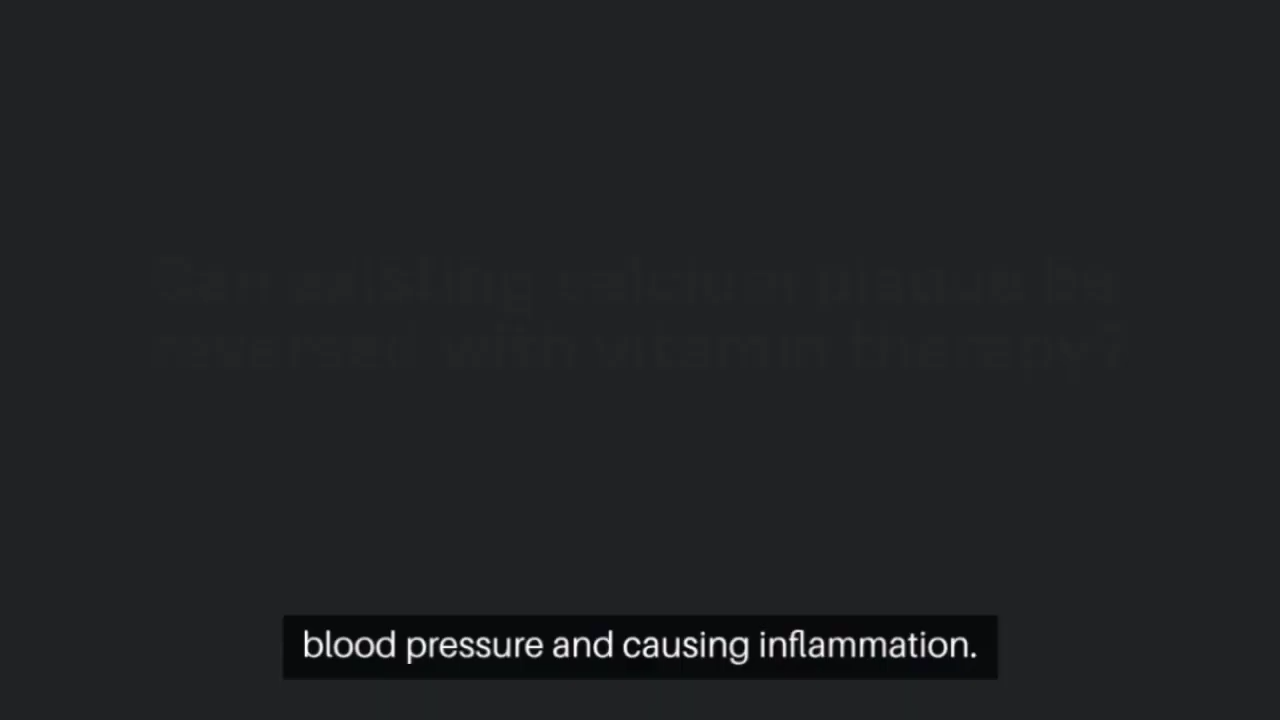 Can existing calcium plaque be
reversed with vitamin therapy?
blood pressure and causing inflammation.